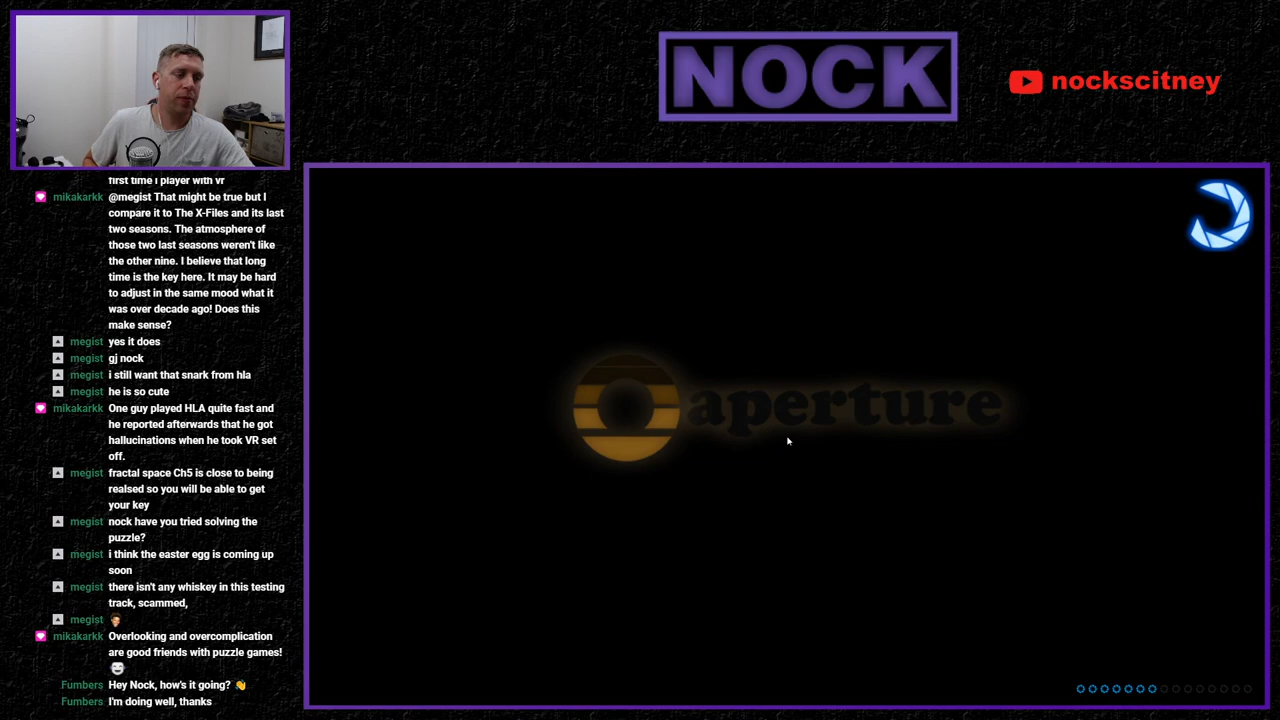 NOCK
nockscitney
first time i player with vr
mikakarkk @megist That might be true but I
compare it to The X-Files and its last
two seasons. The atmosphere of
those two last seasons weren't like
the other nine. I believe that long
time is the key here. It may be hard
to adjust in the same mood what it
was over decade ago! Does this
make sense?
megist yes it does
megist gj nock
megist i still want that snark from hla
megist he is so cute
mikakarkk One guy played HLA quite fast and
he reported afterwards that he got
hallucinations when he took VR set
off.
megist fractal space Ch5 is close to being
realsed so you will be able to get
your key
megist nock have you tried solving the
puzzle?
megist i think the easter egg is coming up
soon
megist there isn't any whiskey in this testing
track, scammed,
megist
mikakarkk Overlooking and overcomplication
are good friends with puzzle games!
Fumbers Hey Nock, how's it going?
Fumbers I'm doing well, thanks
aperture